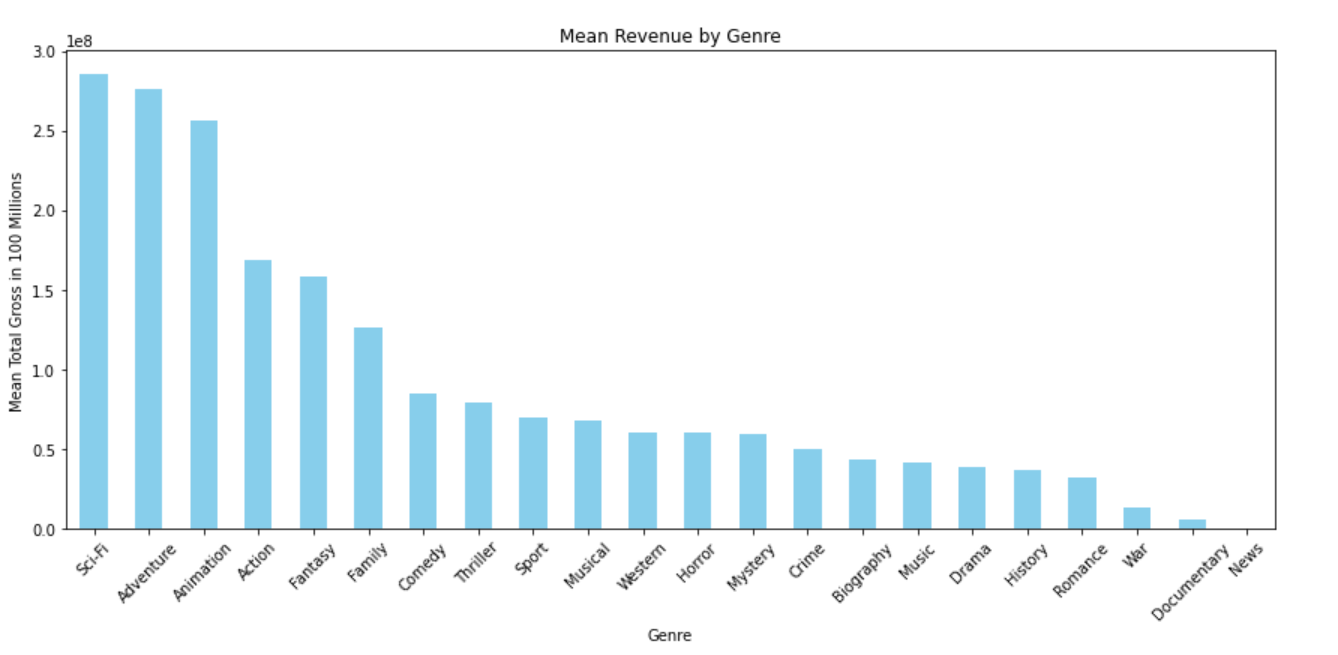 Mean Revenue by Genre
1e8
3.0
2.5
2.0
1.5
1.0
0.5
0.0
Mean Total Gross in 100 Millions
Sci-Fi
Adventure
Animation
Action
Fantasy
Family
Comedy
Thriller
Sport
Musical
Western
Horror
Mystery
Crime
Biography
Music
Drama
History
Romance
War
Documentary
News
Genre